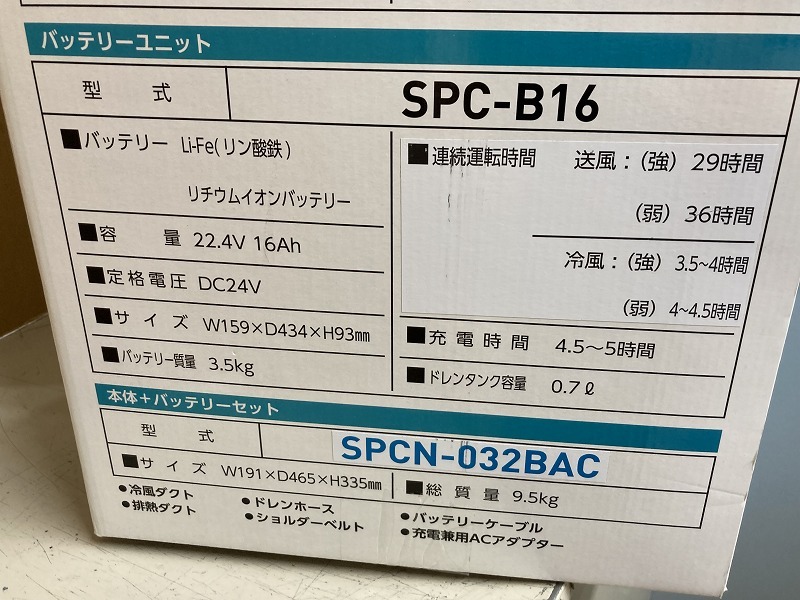 バッテリーユニット
型 式 SPC-B16
■バッテリー Li-Fe(リン酸鉄)
リチウムイオンバッテリー
■容 量 22.4V 16Ah
■定格電圧 DC24V
■サイズ W159×D434×H93㎜
■バッテリー質量 3.5kg
■連続運転時間 送風：(強) 29時間
(弱) 36時間
冷風：(強) 3.5~4時間
(弱) 4~4.5時間
■充電時間 4.5～5時間
■ドレンタンク容量 0.7ℓ
本体+バッテリーセット
型 式 SPCN-032BAC
■サイズ W191×D465×H335㎜
■総質量 9.5kg
●冷風ダクト
●排熱ダクト
●ドレンホース
●ショルダーベルト
●バッテリーケーブル
●充電兼用ACアダプター